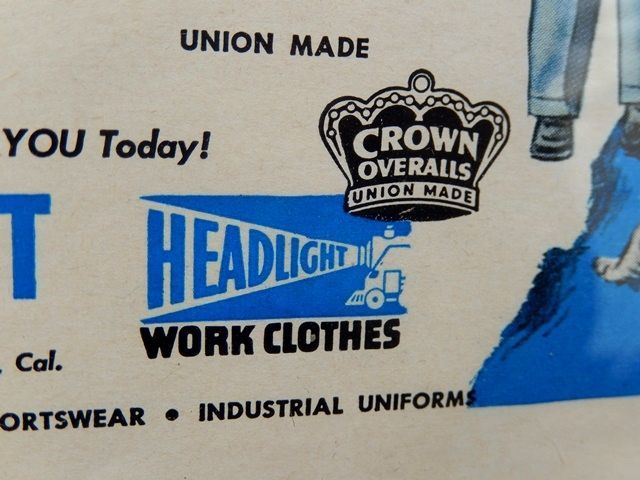 UNION MADE
YOU Today!
CROWN
OVERALLS
UNION MADE
T
HEADLIGHT
WORK CLOTHES
, Cal.
ORTSWEAR • INDUSTRIAL UNIFORMS